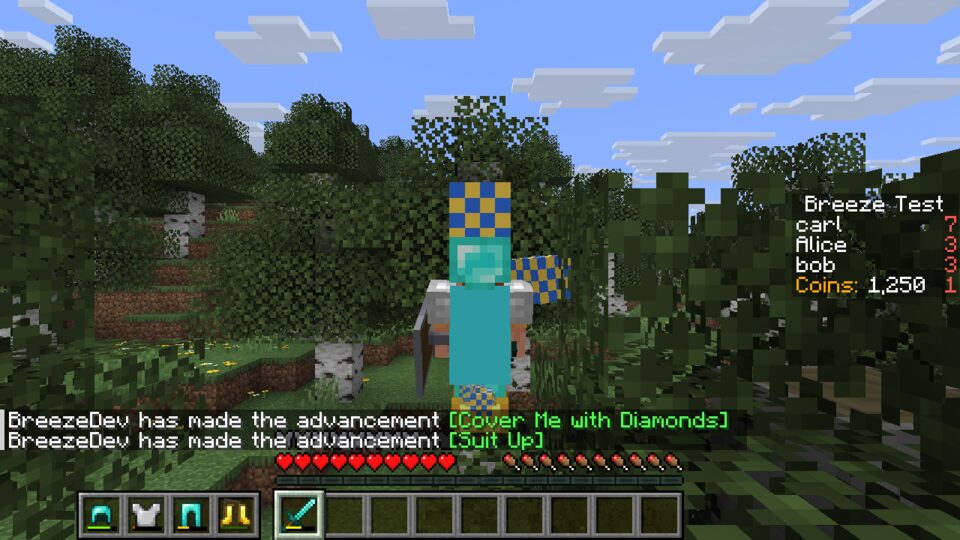 Breeze Test
carl 7
Alice 3
bob 3
Coins: 1,250 1
BreezeDev has made the advancement [Cover Me with Diamonds]
BreezeDev has made the advancement [Suit Up]